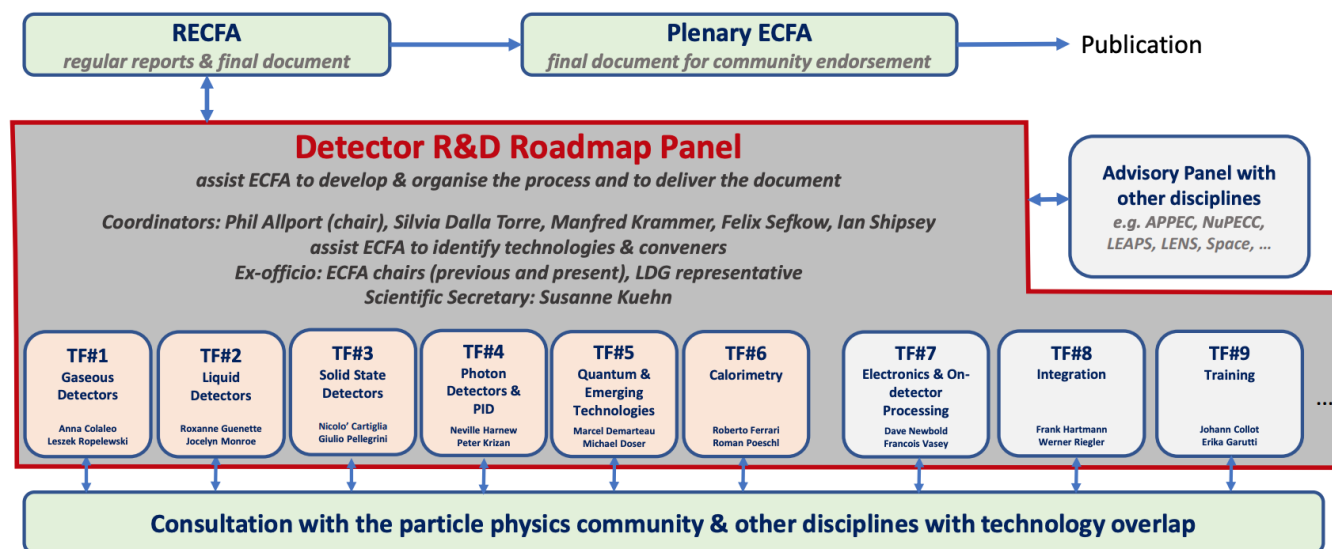 RECFA
regular reports & final document
Plenary ECFA
final document for community endorsement
Publication
Detector R&D Roadmap Panel
assist ECFA to develop & organise the process and to deliver the document
Coordinators: Phil Allport (chair), Silvia Dalla Torre, Manfred Krammer, Felix Sefkow, Ian Shipsey
assist ECFA to identify technologies & conveners
Ex-officio: ECFA chairs (previous and present), LDG representative
Scientific Secretary: Susanne Kuehn
Advisory Panel with
other disciplines
e.g. APPEC, NuPECC,
LEAPS, LENS, Space, …
TF#1
Gaseous
Detectors
Anna Colaleo
Leszek Ropelewski
TF#2
Liquid
Detectors
Roxanne Guenette
Jocelyn Monroe
TF#3
Solid State
Detectors
Nicolo’ Cartiglia
Giulio Pellegrini
TF#4
Photon
Detectors &
PID
Neville Harnew
Peter Krizan
TF#5
Quantum &
Emerging
Technologies
Marcel Demarteau
Michael Doser
TF#6
Calorimetry
Roberto Ferrari
Roman Poeschl
TF#7
Electronics & On-
detector
Processing
Dave Newbold
Francois Vasey
TF#8
Integration
Frank Hartmann
Werner Riegler
TF#9
Training
Johann Collot
Erika Garutti
...
Consultation with the particle physics community & other disciplines with technology overlap